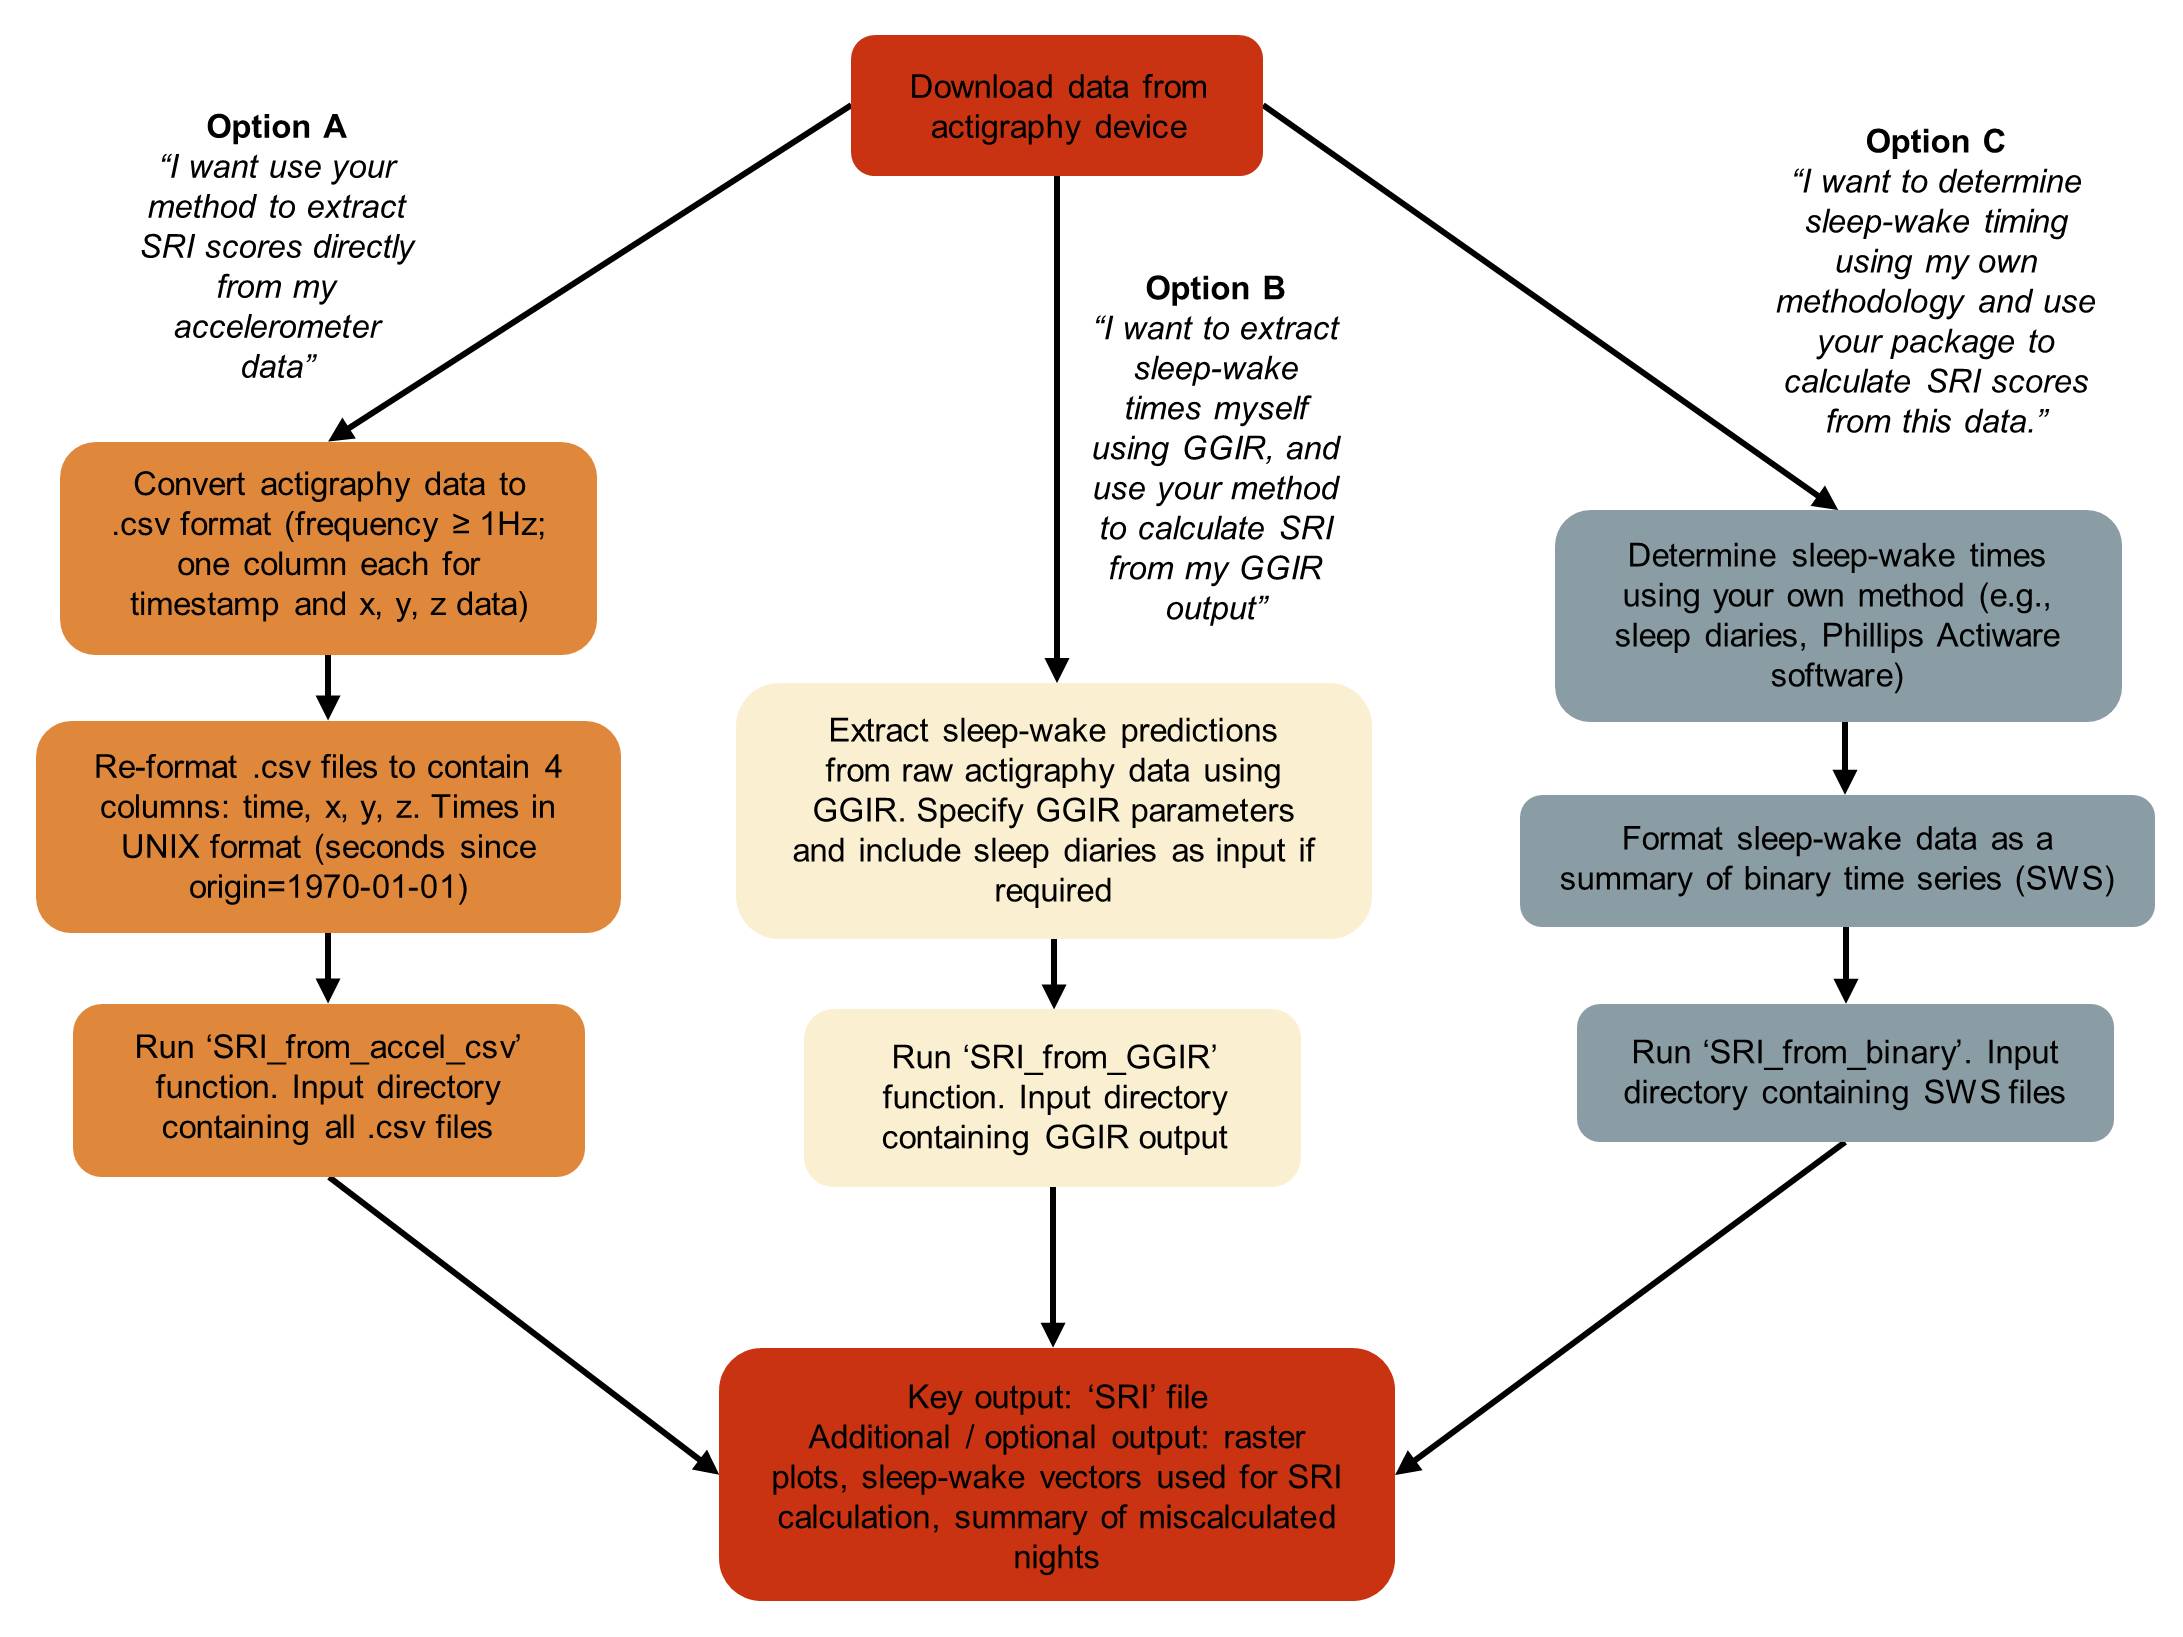 Download data from
actigraphy device
Option A
“I want use your
method to extract
SRI scores directly
from my
accelerometer
data”
Option B
“I want to extract
sleep-wake
times myself
using GGIR, and
use your method
to calculate SRI
from my GGIR
output”
Option C
“I want to determine
sleep-wake timing
using my own
methodology and use
your package to
calculate SRI scores
from this data.”
Convert actigraphy data to
.csv format (frequency ≥ 1Hz;
one column each for
timestamp and x, y, z data)
Re-format .csv files to contain 4
columns: time, x, y, z. Times in
UNIX format (seconds since
origin=1970-01-01)
Run ‘SRI_from_accel_csv’
function. Input directory
containing all .csv files
Extract sleep-wake predictions
from raw actigraphy data using
GGIR. Specify GGIR parameters
and include sleep diaries as input if
required
Run ‘SRI_from_GGIR’
function. Input directory
containing GGIR output
Determine sleep-wake times
using your own method (e.g.,
sleep diaries, Phillips Actiware
software)
Format sleep-wake data as a
summary of binary time series (SWS)
Run ‘SRI_from_binary’. Input
directory containing SWS files
Key output: ‘SRI’ file
Additional / optional output: raster
plots, sleep-wake vectors used for SRI
calculation, summary of miscalculated
nights